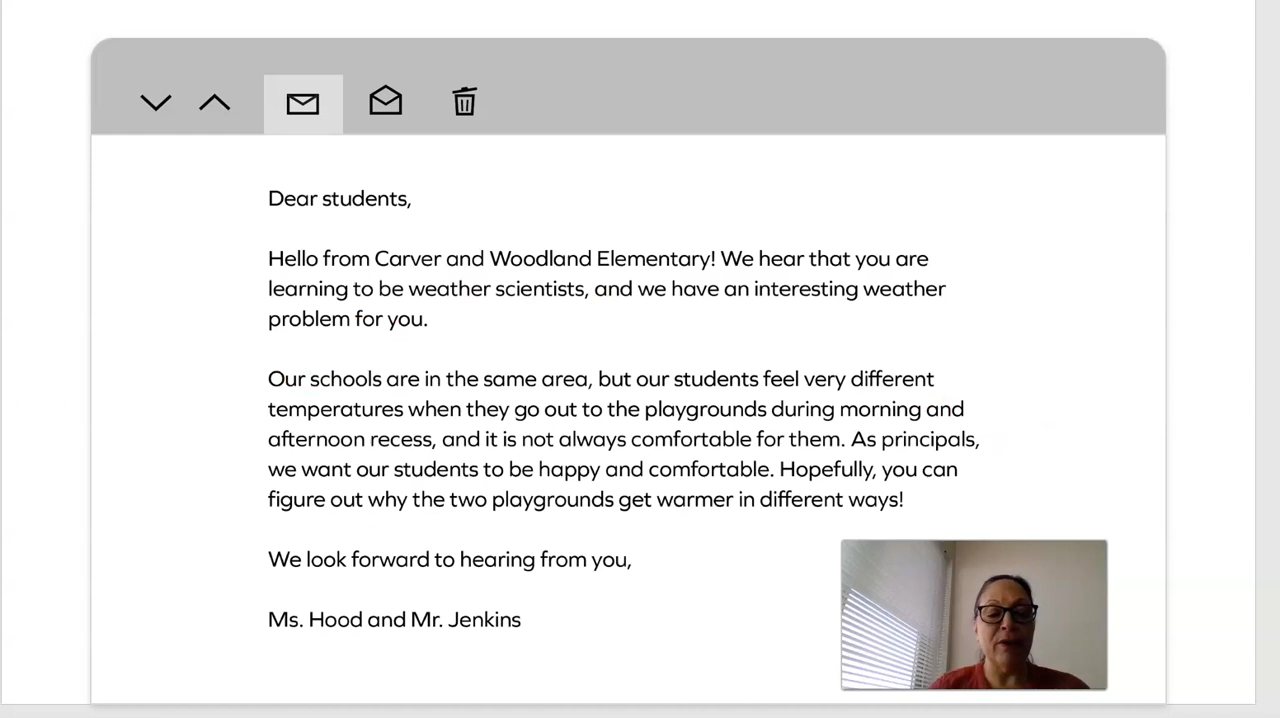 Dear students,
Hello from Carver and Woodland Elementary! We hear that you are
learning to be weather scientists, and we have an interesting weather
problem for you.
Our schools are in the same area, but our students feel very different
temperatures when they go out to the playgrounds during morning and
afternoon recess, and it is not always comfortable for them. As principals,
we want our students to be happy and comfortable. Hopefully, you can
figure out why the two playgrounds get warmer in different ways!
We look forward to hearing from you,
Ms. Hood and Mr. Jenkins